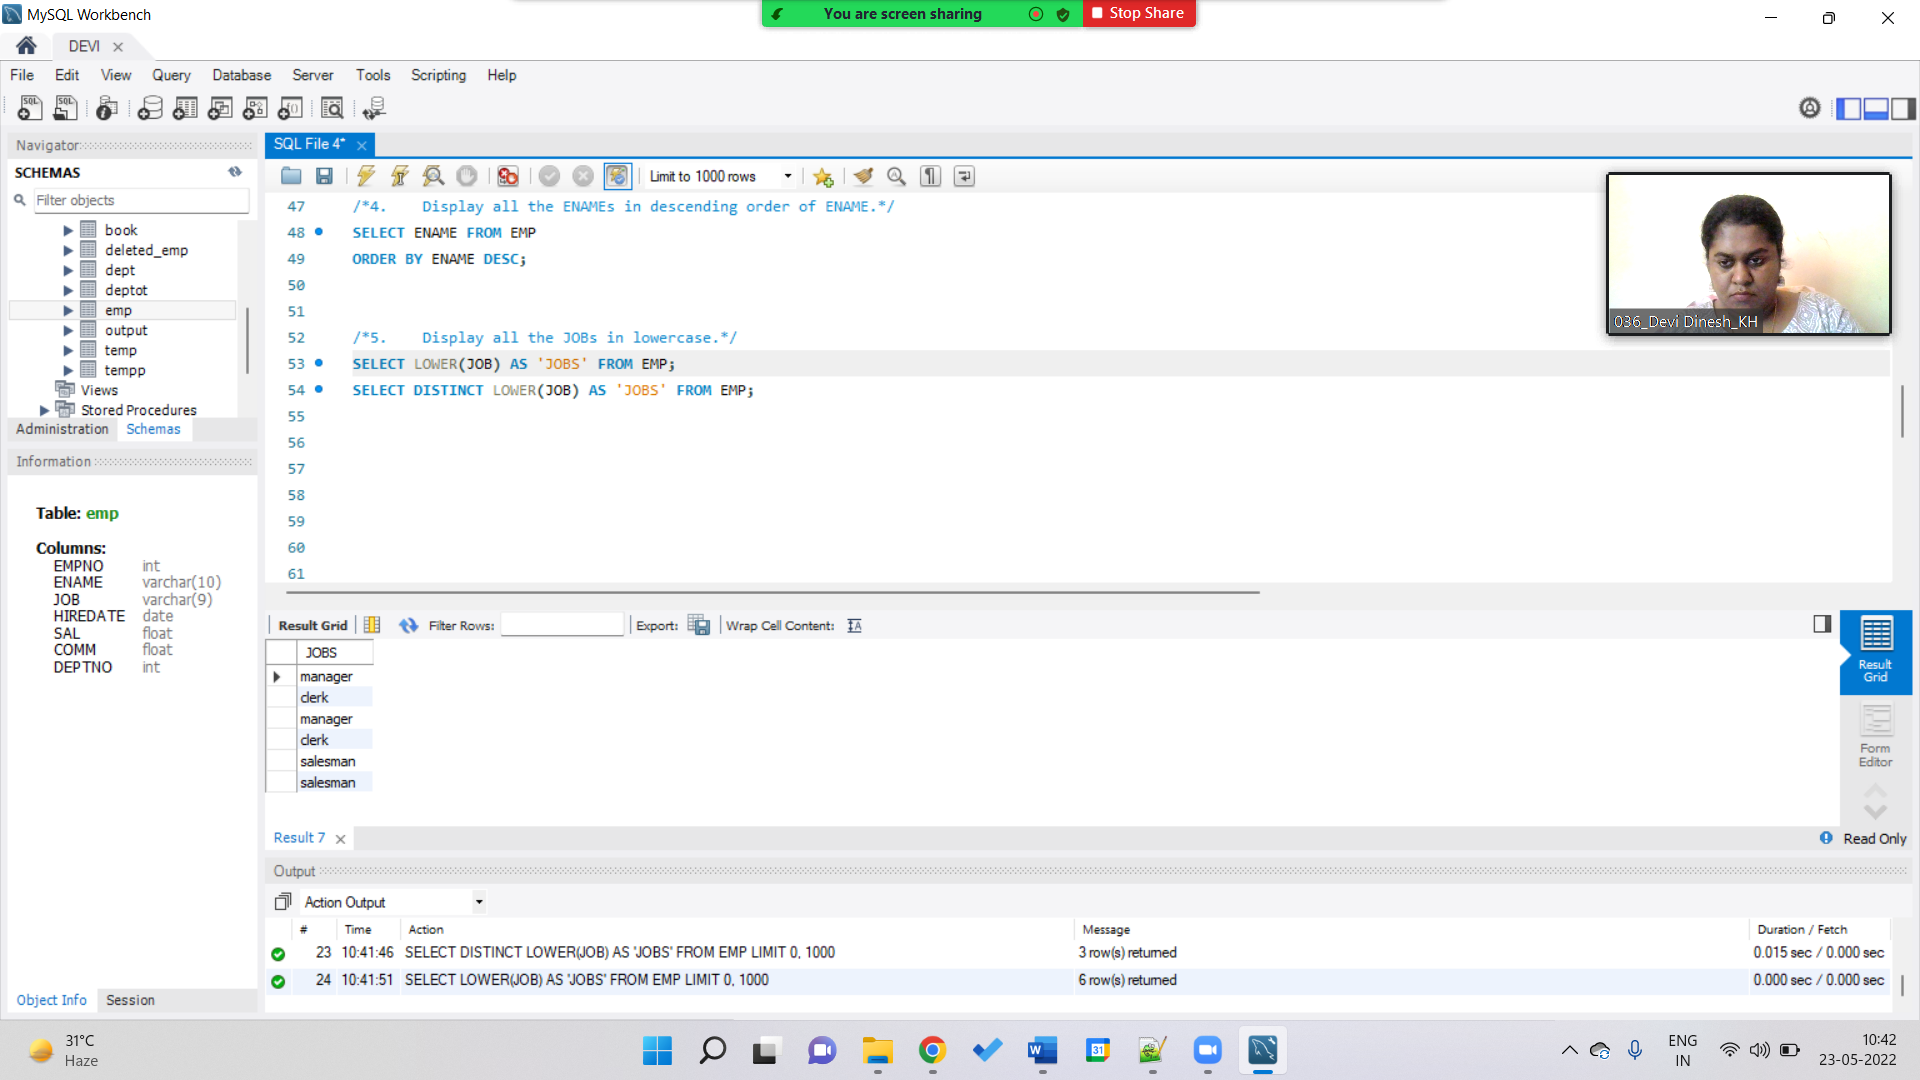 MySQL Workbench
You are screen sharing
Stop Share
DEVI
File Edit View Query Database Server Tools Scripting Help
Navigator
SCHEMAS
Filter objects
book
deleted_emp
dept
deptot
emp
output
temp
tempp
Views
Stored Procedures
Administration Schemas
Information
Table: emp
Columns:
EMPNO int
ENAME varchar(10)
JOB varchar(9)
HIREDATE date
SAL float
COMM float
DEPTNO int
Object Info Session
SQL File 4*
Limit to 1000 rows
47 /*4. Display all the ENAMEs in descending order of ENAME.*/
48 SELECT ENAME FROM EMP
49 ORDER BY ENAME DESC;
50
51
52 /*5. Display all the JOBs in lowercase.*/
53 SELECT LOWER(JOB) AS 'JOBS' FROM EMP;
54 SELECT DISTINCT LOWER(JOB) AS 'JOBS' FROM EMP;
55
56
57
58
59
60
61
036_Devi Dinesh_KH
Result Grid Filter Rows: Export: Wrap Cell Content:
JOBS
manager
clerk
manager
clerk
salesman
salesman
Result Grid
Form Editor
Result 7
Read Only
Output
Action Output
# Time Action Message Duration / Fetch
23 10:41:46 SELECT DISTINCT LOWER(JOB) AS 'JOBS' FROM EMP LIMIT 0, 1000 3 row(s) returned 0.015 sec / 0.000 sec
24 10:41:51 SELECT LOWER(JOB) AS 'JOBS' FROM EMP LIMIT 0, 1000 6 row(s) returned 0.000 sec / 0.000 sec
31°C
Haze
ENG
IN
10:42
23-05-2022